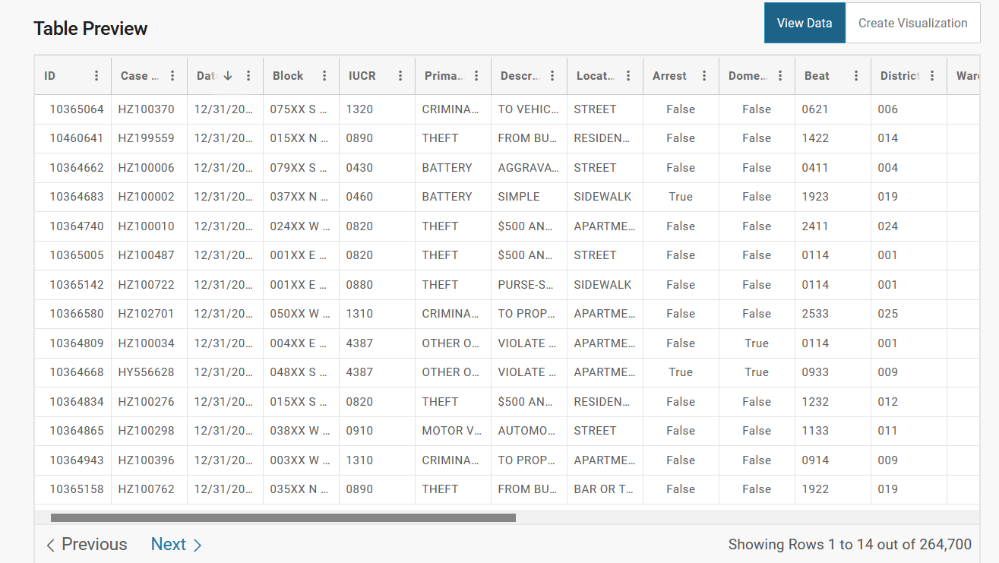 Table Preview View Data Create Visualization
ID Case ... Date Block IUCR Prima... Descr... Locat... Arrest Dome... Beat District Ward
10365064 HZ100370 12/31/20... 075XX S ... 1320 CRIMINA... TO VEHIC... STREET False False 0621 006
10460641 HZ199559 12/31/20... 015XX N ... 0890 THEFT FROM BU... RESIDEN... False False 1422 014
10364662 HZ100006 12/31/20... 079XX S ... 0430 BATTERY AGGRAVA... STREET False False 0411 004
10364683 HZ100002 12/31/20... 037XX N ... 0460 BATTERY SIMPLE SIDEWALK True False 1923 019
10364740 HZ100010 12/31/20... 024XX W ... 0820 THEFT $500 AN... APARTME... False False 2411 024
10365005 HZ100487 12/31/20... 001XX E ... 0820 THEFT $500 AN... STREET False False 0114 001
10365142 HZ100722 12/31/20... 001XX E ... 0880 THEFT PURSE-S... SIDEWALK False False 0114 001
10366580 HZ102701 12/31/20... 050XX W ... 1310 CRIMINA... TO PROP... APARTME... False False 2533 025
10364809 HZ100034 12/31/20... 004XX E ... 4387 OTHER O... VIOLATE ... APARTME... False True 0114 001
10364668 HY556628 12/31/20... 048XX S ... 4387 OTHER O... VIOLATE ... APARTME... True True 0933 009
10364834 HZ100276 12/31/20... 015XX S ... 0820 THEFT $500 AN... RESIDEN... False False 1232 012
10364865 HZ100298 12/31/20... 038XX W ... 0910 MOTOR V... AUTOMO... STREET False False 1133 011
10364943 HZ100396 12/31/20... 003XX W ... 1310 CRIMINA... TO PROP... APARTME... False False 0914 009
10365158 HZ100762 12/31/20... 035XX N ... 0890 THEFT FROM BU... BAR OR T... False False 1922 019
Previous Next Showing Rows 1 to 14 out of 264,700